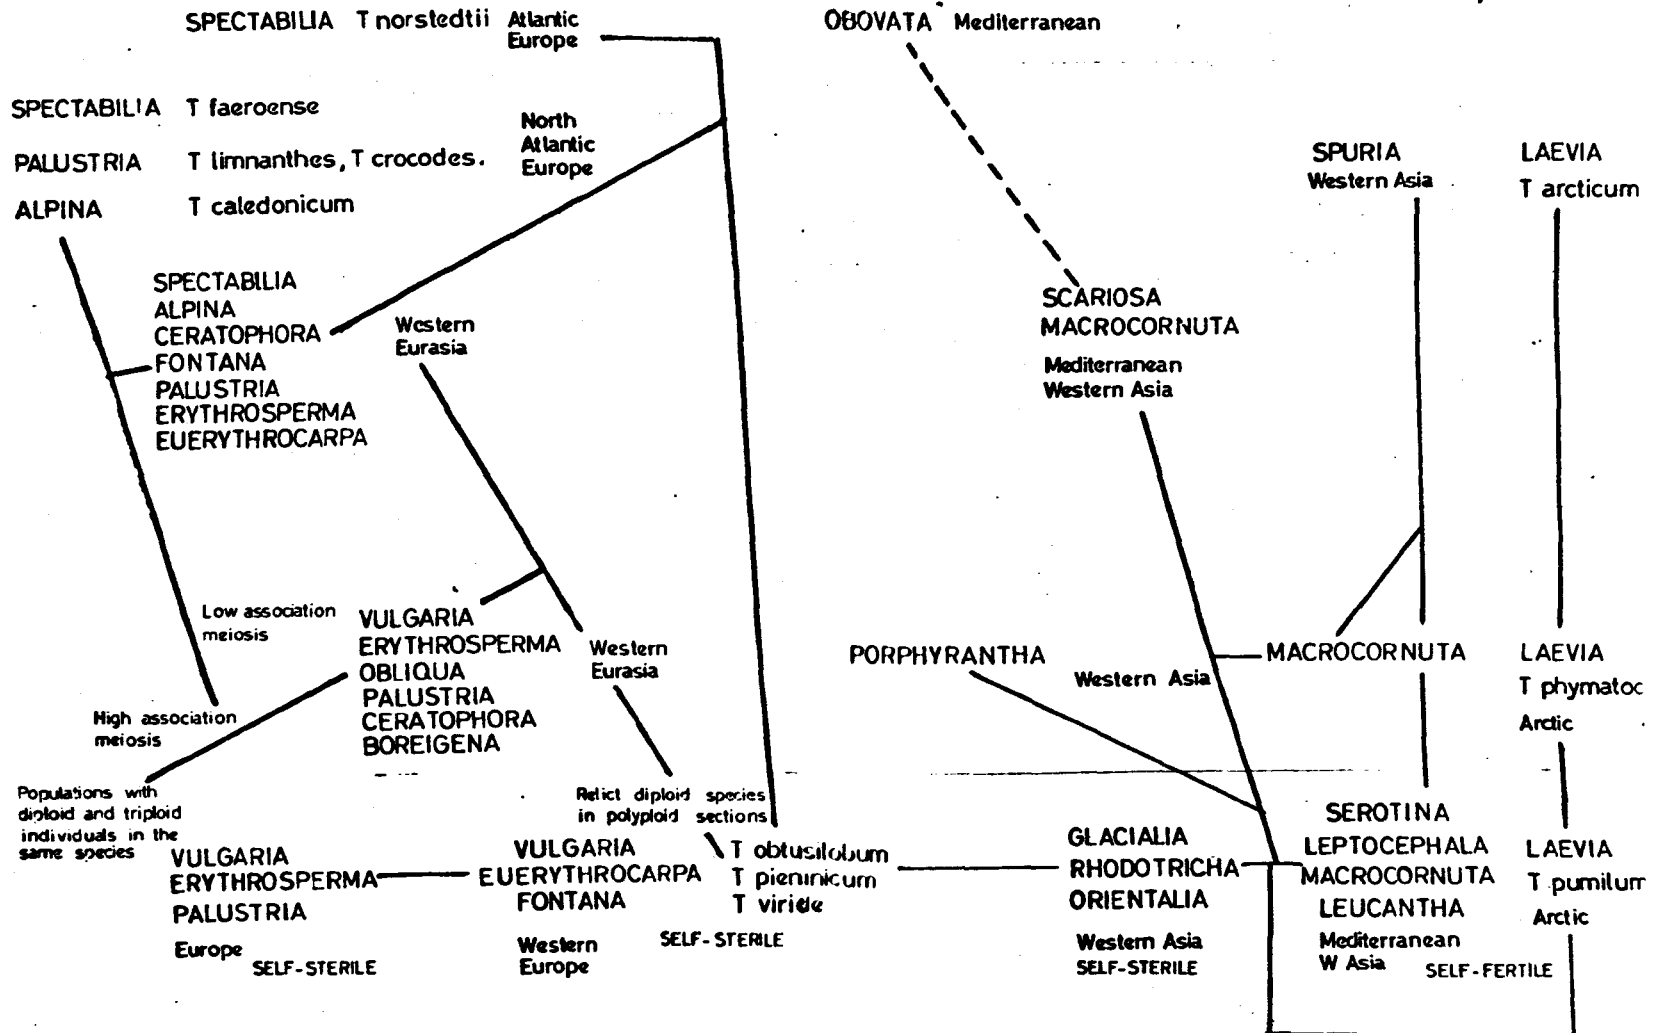 SPECTABILIA T norstedtii Atlantic
Europe
OBOVATA Mediterranean
SPECTABILIA T faeroense
PALUSTRIA T limnanthes, T crocodes.
ALPINA T caledonicum
North
Atlantic
Europe
SPURIA
Western Asia
LAEVIA
T arcticum
SPECTABILIA
ALPINA
CERATOPHORA
FONTANA
PALUSTRIA
ERYTHROSPERMA
EUERYTHROCARPA
Western
Eurasia
SCARIOSA
MACROCORNUTA
Mediterranean
Western Asia
Low association
meiosis
High association
meiosis
VULGARIA
ERYTHROSPERMA
OBLIQUA
PALUSTRIA
CERATOPHORA
BOREIGENA
Western
Eurasia
PORPHYRANTHA
Western Asia
MACROCORNUTA
LAEVIA
T phymatoc
Arctic
Populations with
diploid and triploid
individuals in the
same species
VULGARIA
ERYTHROSPERMA
PALUSTRIA
Europe
SELF-STERILE
VULGARIA
EUERYTHROCARPA
FONTANA
Western
Europe
Relict diploid species
in polyploid sections
T obtusilobum
T pieninicum
T viride
SELF-STERILE
GLACIALIA
RHODOTRICHA
ORIENTALIA
Western Asia
SELF-STERILE
SEROTINA
LEPTOCEPHALA
MACROCORNUTA
LEUCANTHA
Mediterranean
W Asia
SELF-FERTILE
LAEVIA
T pumilum
Arctic